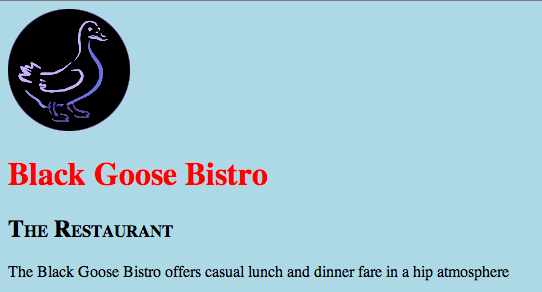 Black Goose Bistro
The Restaurant
The Black Goose Bistro offers casual lunch and dinner fare in a hip atmosphere